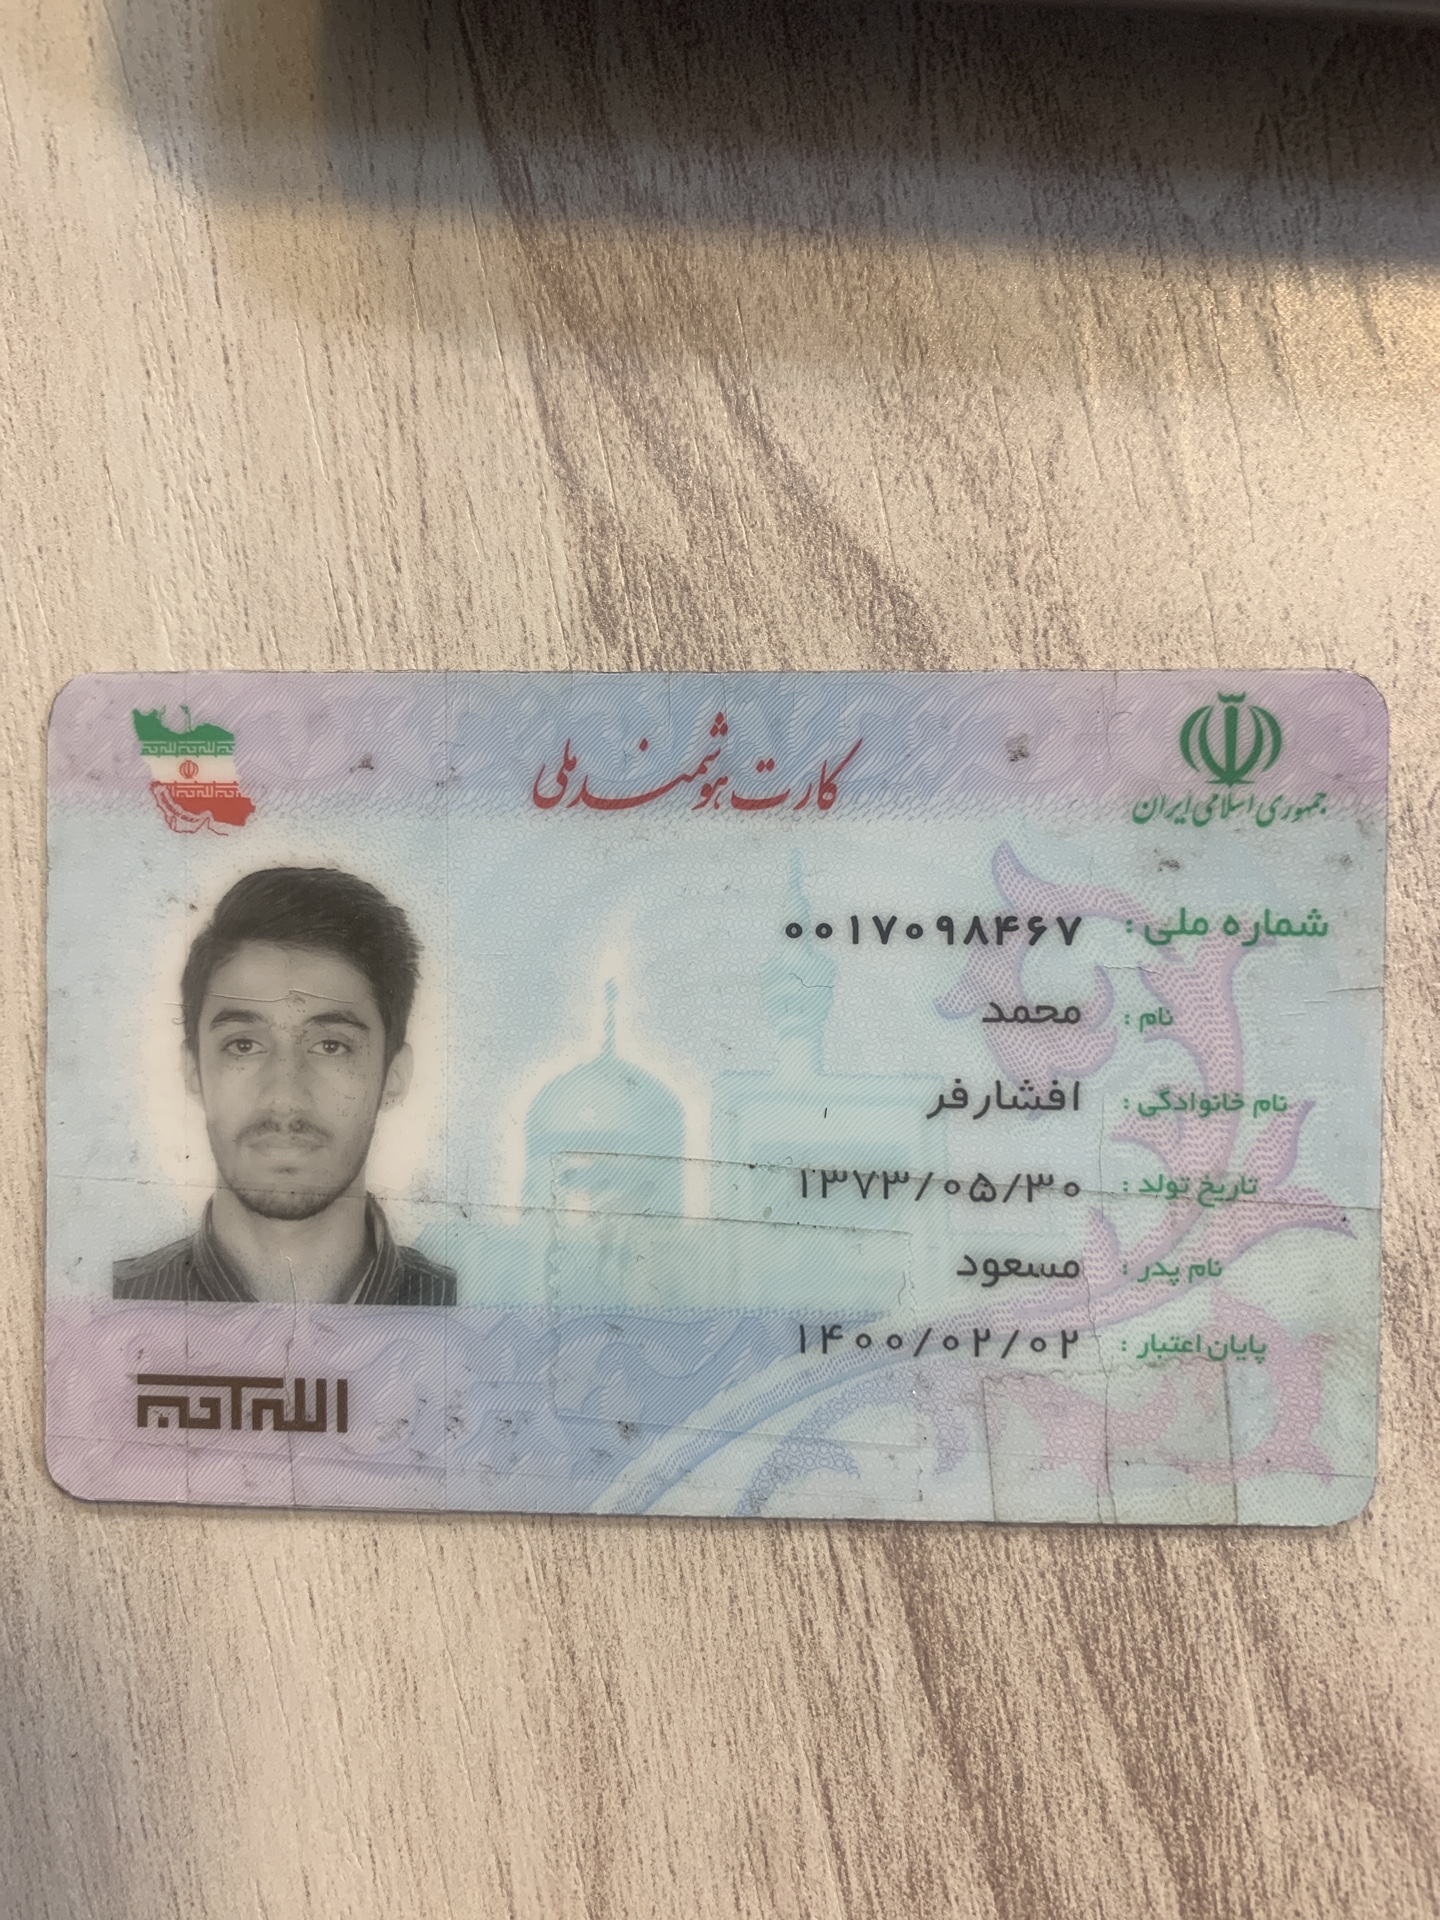 جمهوری اسلامی ایران
کارت هوشمند ملی
شماره ملی : ۰۰۱۷۰۹۸۴۶۷
نام : محمد
نام خانوادگی : افشارفر
تاریخ تولد : ۱۳۷۳/۰۵/۳۰
نام پدر : مسعود
پایان اعتبار : ۱۴۰۰/۰۲/۰۲
الله اکبر